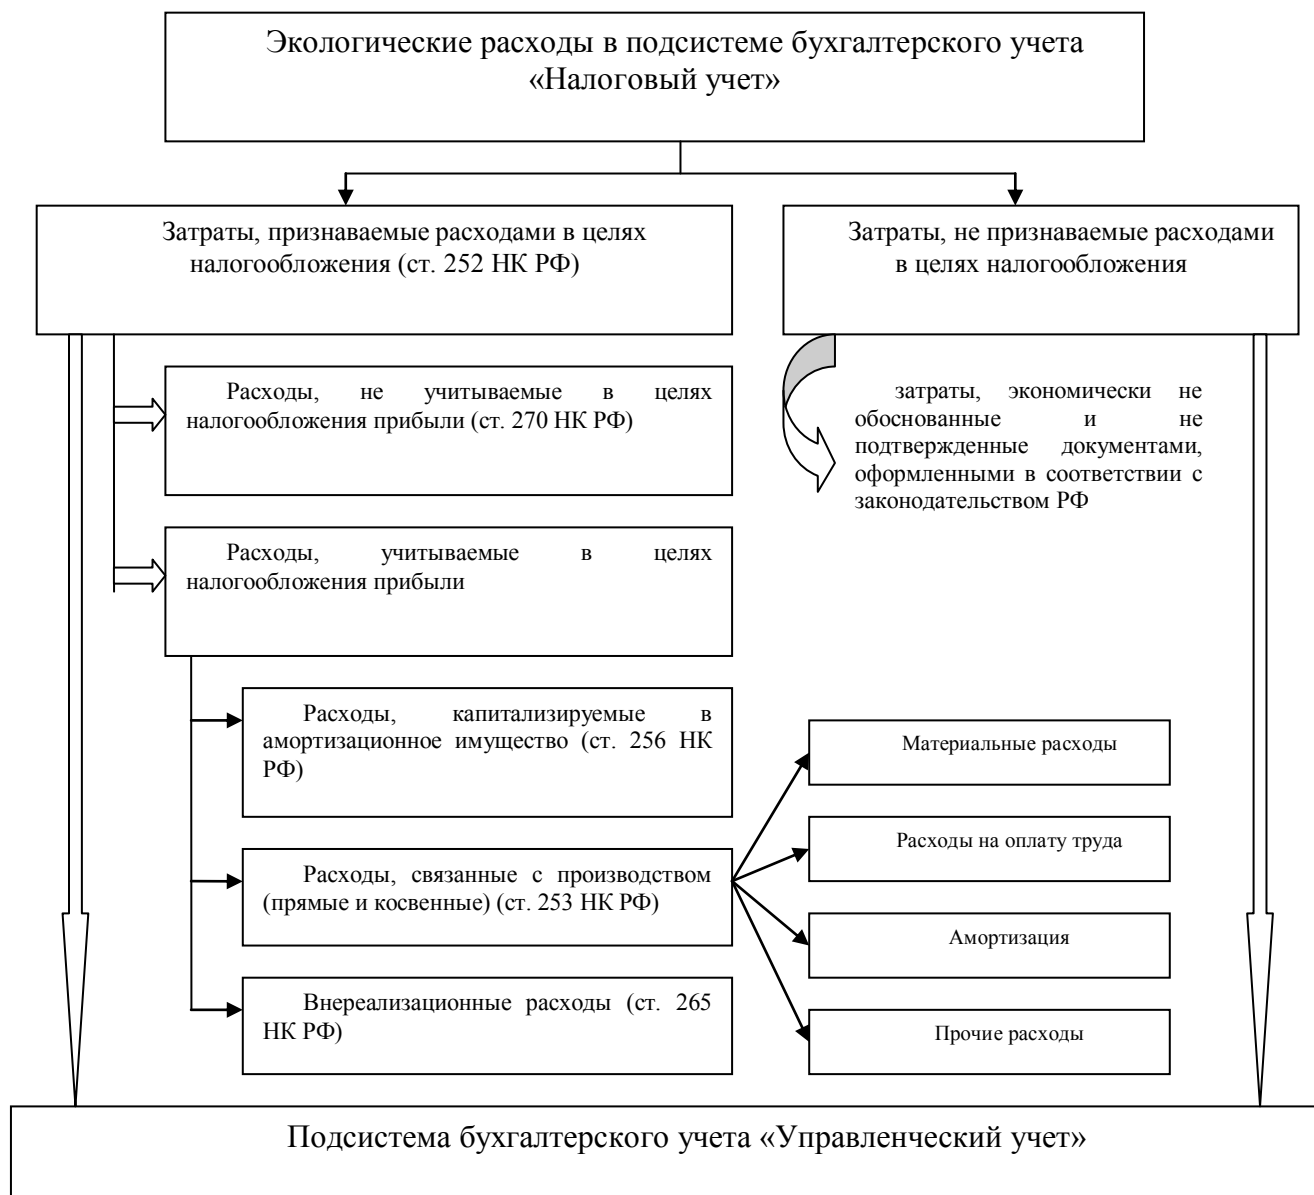 Экологические расходы в подсистеме бухгалтерского учета
«Налоговый учет»
Затраты, признаваемые расходами в целях
налогообложения (ст. 252 НК РФ)
Затраты, не признаваемые расходами
в целях налогообложения
Расходы, не учитываемые в целях
налогообложения прибыли (ст. 270 НК РФ)
затраты, экономически не
обоснованные и не
подтвержденные документами,
оформленными в соответствии с
законодательством РФ
Расходы, учитываемые в целях
налогообложения прибыли
Расходы, капитализируемые в
амортизационное имущество (ст. 256 НК
РФ)
Расходы, связанные с производством
(прямые и косвенные) (ст. 253 НК РФ)
Внереализационные расходы (ст. 265
НК РФ)
Материальные расходы
Расходы на оплату труда
Амортизация
Прочие расходы
Подсистема бухгалтерского учета «Управленческий учет»